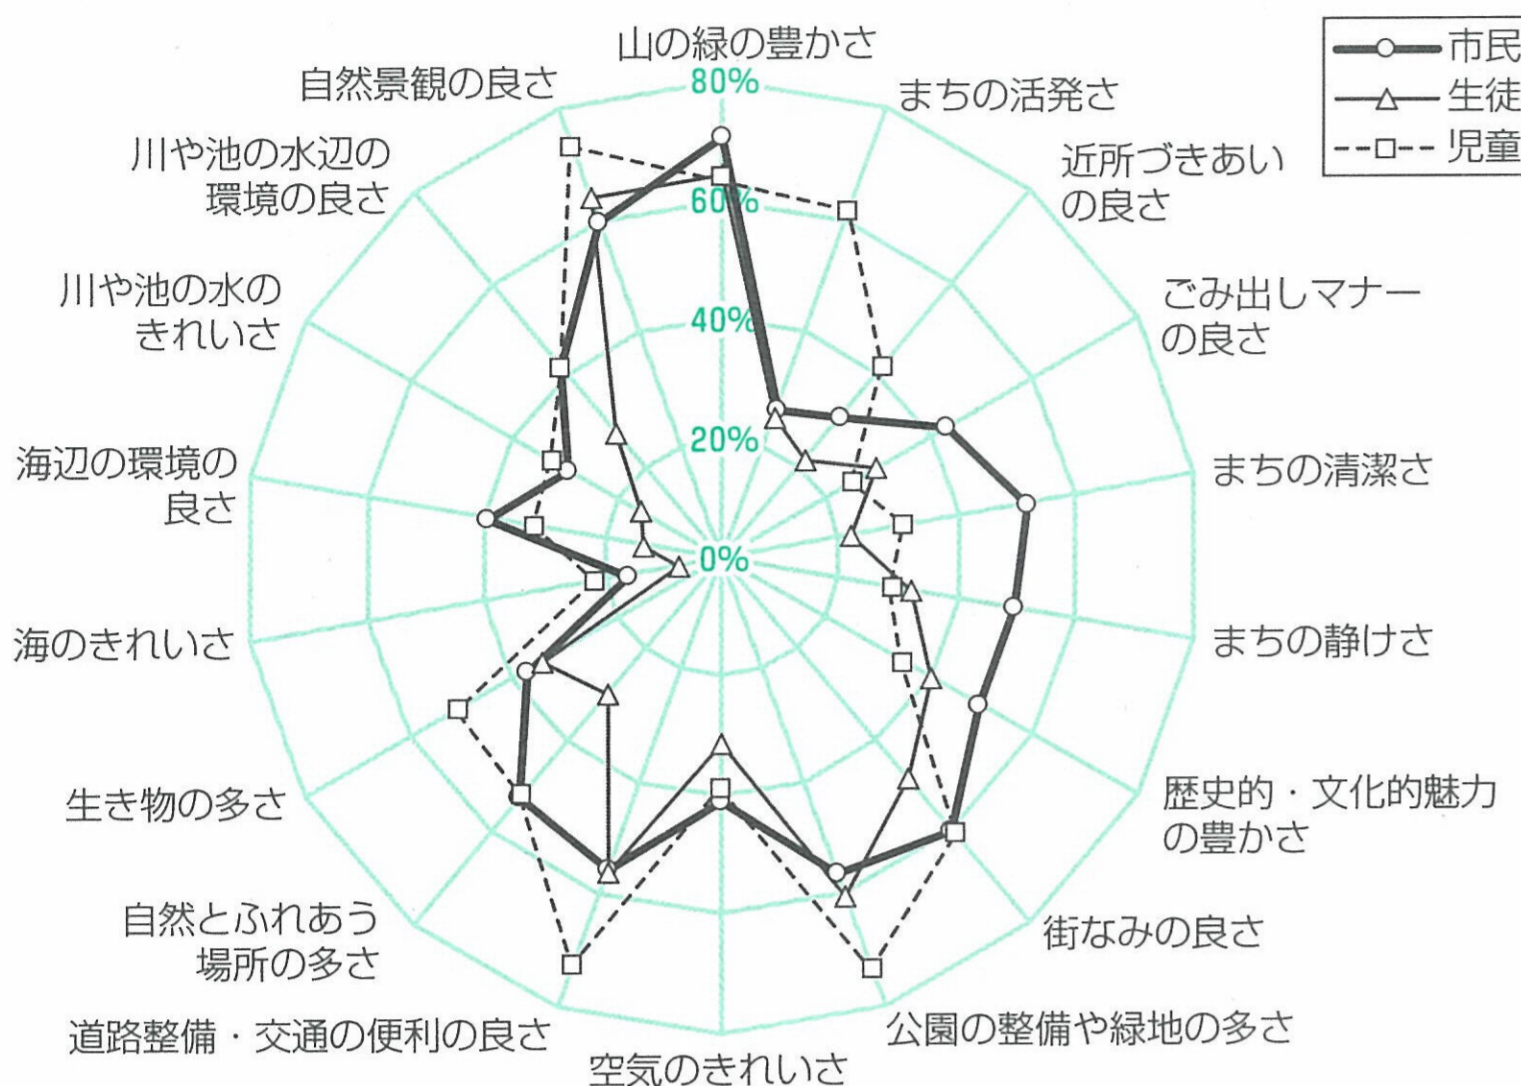 山の緑の豊かさ
まちの活発さ
近所づきあい
の良さ
ごみ出しマナー
の良さ
まちの清潔さ
まちの静けさ
歴史的・文化的魅力
の豊かさ
街なみの良さ
公園の整備や緑地の多さ
空気のきれいさ
道路整備・交通の便利の良さ
自然とふれあう
場所の多さ
生き物の多さ
海のきれいさ
海辺の環境の
良さ
川や池の水の
きれいさ
川や池の水辺の
環境の良さ
自然景観の良さ
80%
60%
40%
20%
0%
市民
生徒
児童